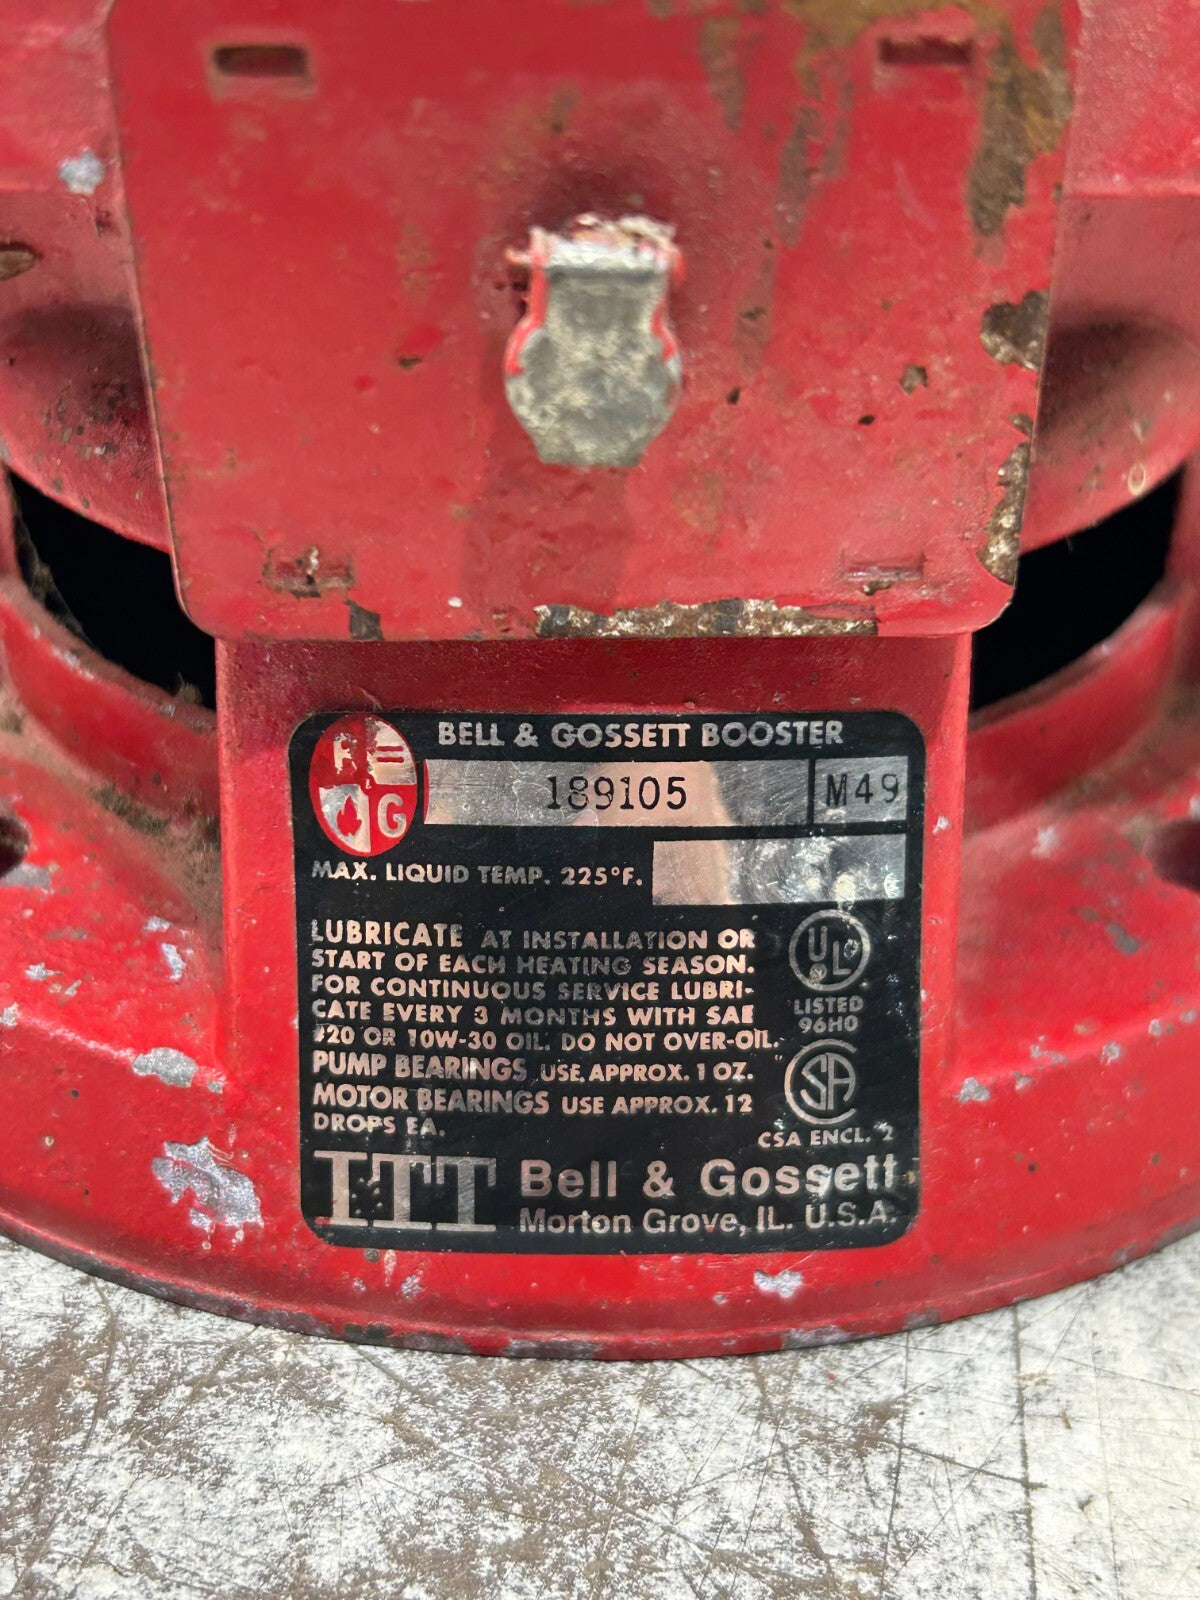 BELL & GOSSETT BOOSTER
189105 M49
G
MAX. LIQUID TEMP. 225°F.
LUBRICATE AT INSTALLATION OR
START OF EACH HEATING SEASON.
FOR CONTINUOUS SERVICE LUBRI-
CATE EVERY 3 MONTHS WITH SAE
#20 OR 10W-30 OIL. DO NOT OVER-OIL.
PUMP BEARINGS USE APPROX. 1 OZ.
MOTOR BEARINGS USE APPROX. 12
DROPS EA.
UL
LISTED
96H0
SA
CSA ENCL. 2
ITT Bell & Gossett
Morton Grove, IL. U.S.A.